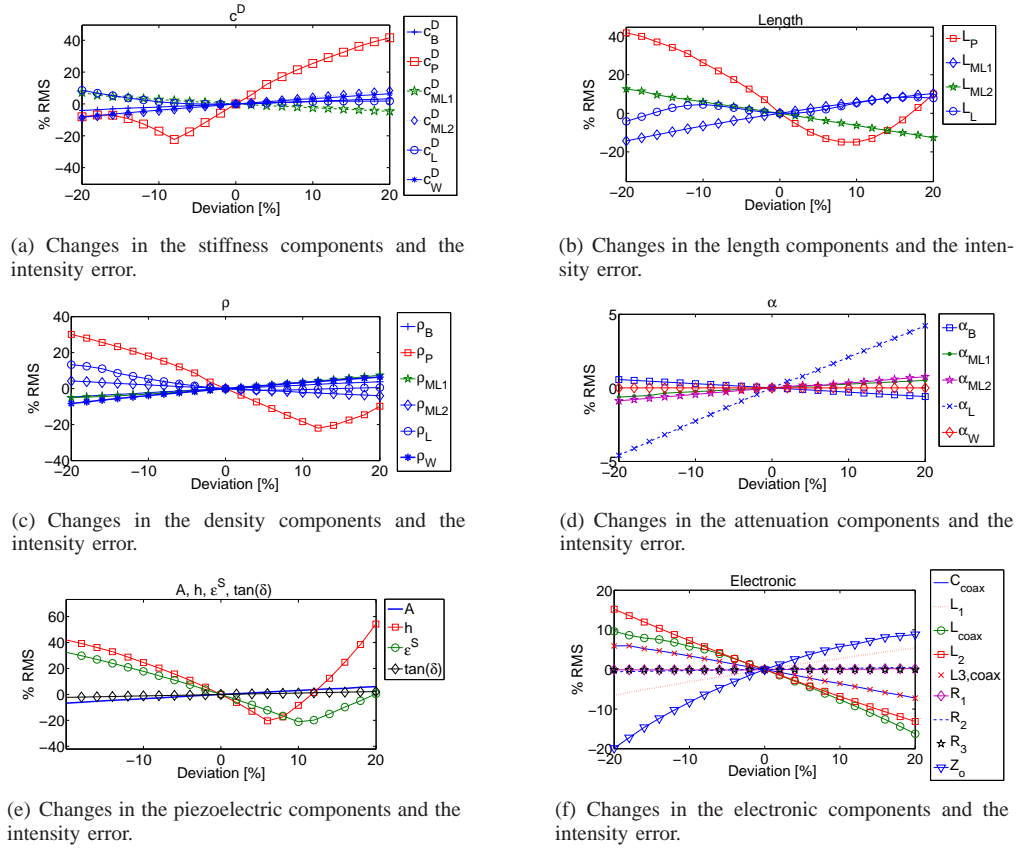 c^D
% RMS
40
20
0
−20
−40
−20
−10
0
10
20
Deviation [%]
c^D_B
c^D_P
c^D_ML1
c^D_ML2
c^D_L
c^D_W
(a) Changes in the stiffness components and the
intensity error.
Length
% RMS
40
20
0
−20
−20
−10
0
10
20
Deviation [%]
L_P
L_ML1
L_ML2
L_L
(b) Changes in the length components and the inten-
sity error.
ρ
% RMS
40
20
0
−20
−40
−20
−10
0
10
20
Deviation [%]
ρ_B
ρ_P
ρ_ML1
ρ_ML2
ρ_L
ρ_W
(c) Changes in the density components and the
intensity error.
α
% RMS
5
0
−5
−20
−10
0
10
20
Deviation [%]
α_B
α_ML1
α_ML2
α_L
α_W
(d) Changes in the attenuation components and the
intensity error.
A, h, ε^S, tan(δ)
% RMS
60
40
20
0
−20
−40
−10
0
10
20
Deviation [%]
A
h
ε^S
tan(δ)
(e) Changes in the piezoelectric components and the
intensity error.
Electronic
% RMS
20
10
0
−10
−20
−20
−10
0
10
20
Deviation [%]
C_coax
L_1
L_coax
L_2
L3,coax
R_1
R_2
R_3
Z_o
(f) Changes in the electronic components and the
intensity error.